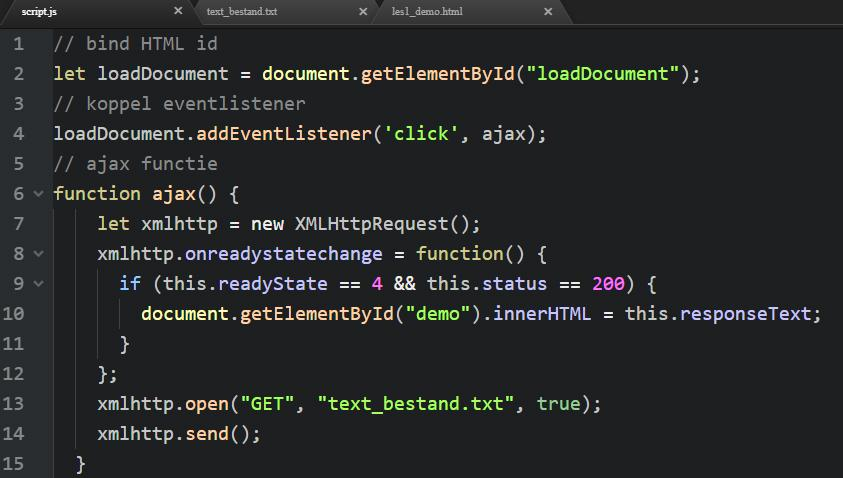 script.js text_bestand.txt les1_demo.html
1 // bind HTML id
2 let loadDocument = document.getElementById("loadDocument");
3 // koppel eventlistener
4 loadDocument.addEventListener('click', ajax);
5 // ajax functie
6 function ajax() {
7 let xmlhttp = new XMLHttpRequest();
8 xmlhttp.onreadystatechange = function() {
9 if (this.readyState == 4 && this.status == 200) {
10 document.getElementById("demo").innerHTML = this.responseText;
11 }
12 };
13 xmlhttp.open("GET", "text_bestand.txt", true);
14 xmlhttp.send();
15 }